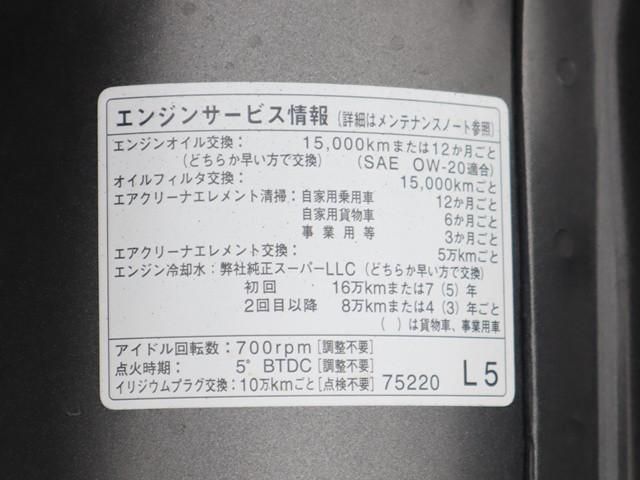 エンジンサービス情報 (詳細はメンテナンスノート参照)
エンジンオイル交換: 15,000kmまたは12か月ごと
(どちらか早い方で交換) (SAE 0W-20適合)
オイルフィルタ交換: 15,000kmごと
エアクリーナエレメント清掃: 自家用乗用車 12か月ごと
自家用貨物車 6か月ごと
事業用等 3か月ごと
エアクリーナエレメント交換: 5万kmごと
エンジン冷却水: 弊社純正スーパーLLC (どちらか早い方で交換)
初回 16万kmまたは7(5)年
2回目以降 8万kmまたは4(3)年ごと
( )は貨物車、事業用車
アイドル回転数: 700rpm [調整不要]
点火時期: 5° BTDC [調整不要]
イリジウムプラグ交換: 10万kmごと [点検不要] 75220 L5